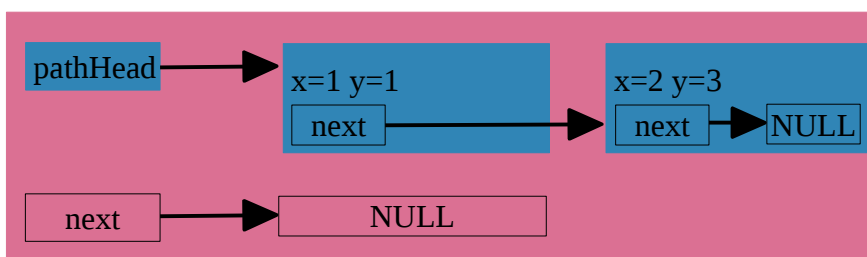 pathHead
x=1 y=1
next
x=2 y=3
next
NULL
next
NULL